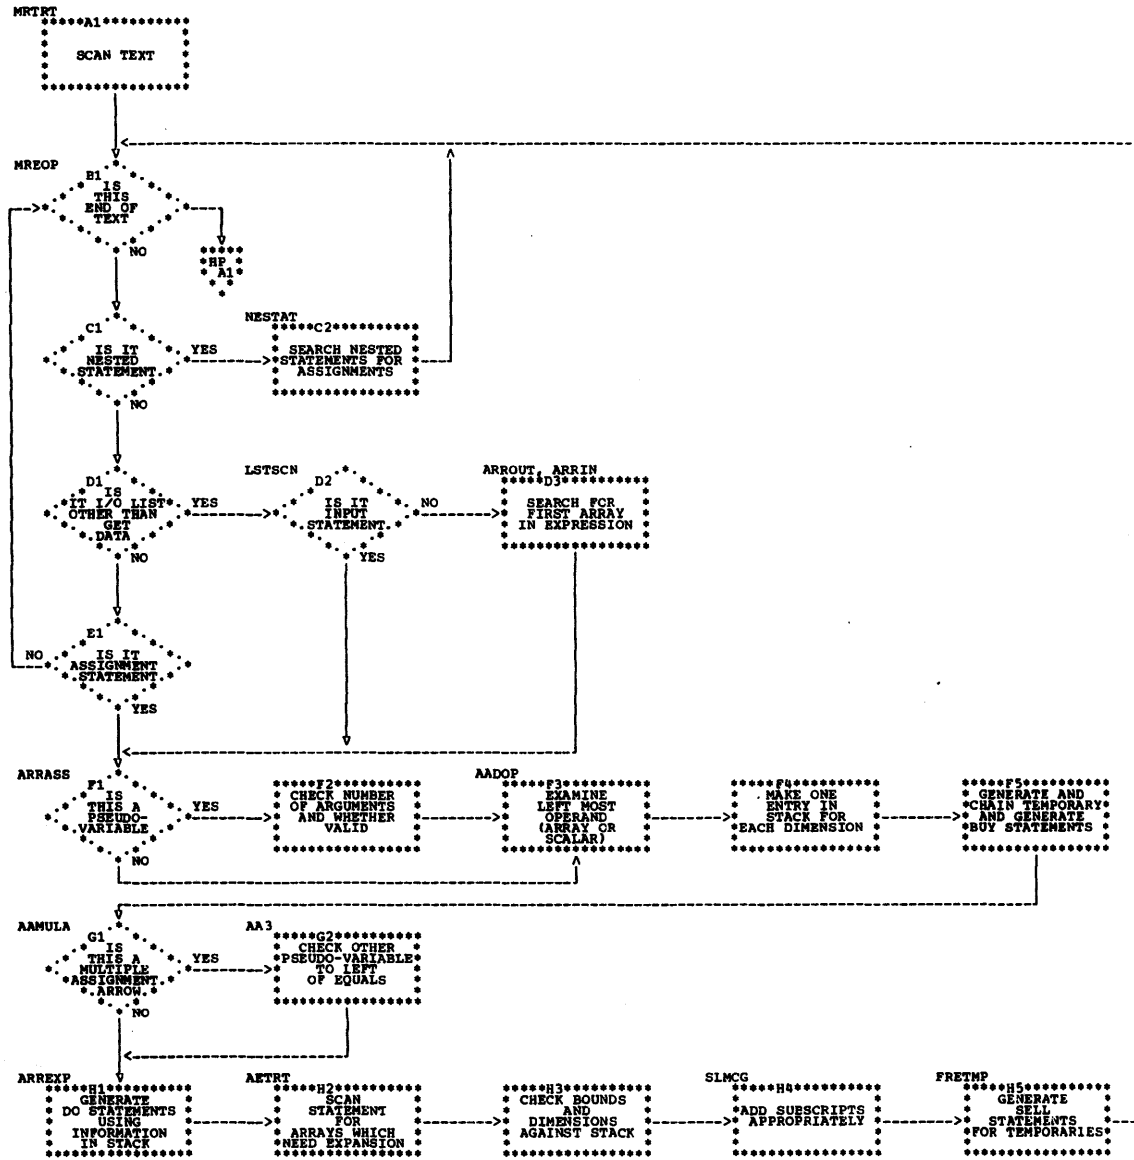 MRTRT
A1
SCAN TEXT
MREOP
B1
IS
THIS
END OF
TEXT
NO
HP
A1
NESTAT
C1
IS IT
NESTED
STATEMENT
YES
C2
SEARCH NESTED
STATEMENTS FOR
ASSIGNMENTS
NO
LSTSCN
ARROUT, ARRIN
D1
IS
IT I/O LIST
OTHER THAN
GET
DATA
YES
D2
IS IT
INPUT
STATEMENT
NO
D3
SEARCH FCR
FIRST ARRAY
IN EXPRESSION
NO
YES
E1
IS IT
ASSIGNMENT
STATEMENT
NO
YES
ARRASS
F1
IS
THIS A
PSEUDO-
VARIABLE
YES
F2
CHECK NUMBER
OF ARGUMENTS
AND WHETHER
VALID
AADOP
F3
EXAMINE
LEFT MOST
OPERAND
(ARRAY OR
SCALAR)
F4
MAKE ONE
ENTRY IN
STACK FOR
EACH DIMENSION
F5
GENERATE AND
CHAIN TEMPORARY
AND GENERATE
BUY STATEMENTS
NO
AAMULA
G1
IS
THIS A
MULTIPLE
ASSIGNMENT
ARROW
YES
AA3
G2
CHECK OTHER
PSEUDO-VARIABLE
TO LEFT
OF EQUALS
NO
ARREXP
H1
GENERATE
DO STATEMENTS
USING
INFORMATION
IN STACK
AETRT
H2
SCAN
STATEMENT
FOR
ARRAYS WHICH
NEED EXPANSION
H3
CHECK BOUNDS
AND
DIMENSIONS
AGAINST STACK
SLMCG
H4
ADD SUBSCRIPTS
APPROPRIATELY
FRETMP
H5
GENERATE
SELL
STATEMENTS
FOR TEMPORARIES